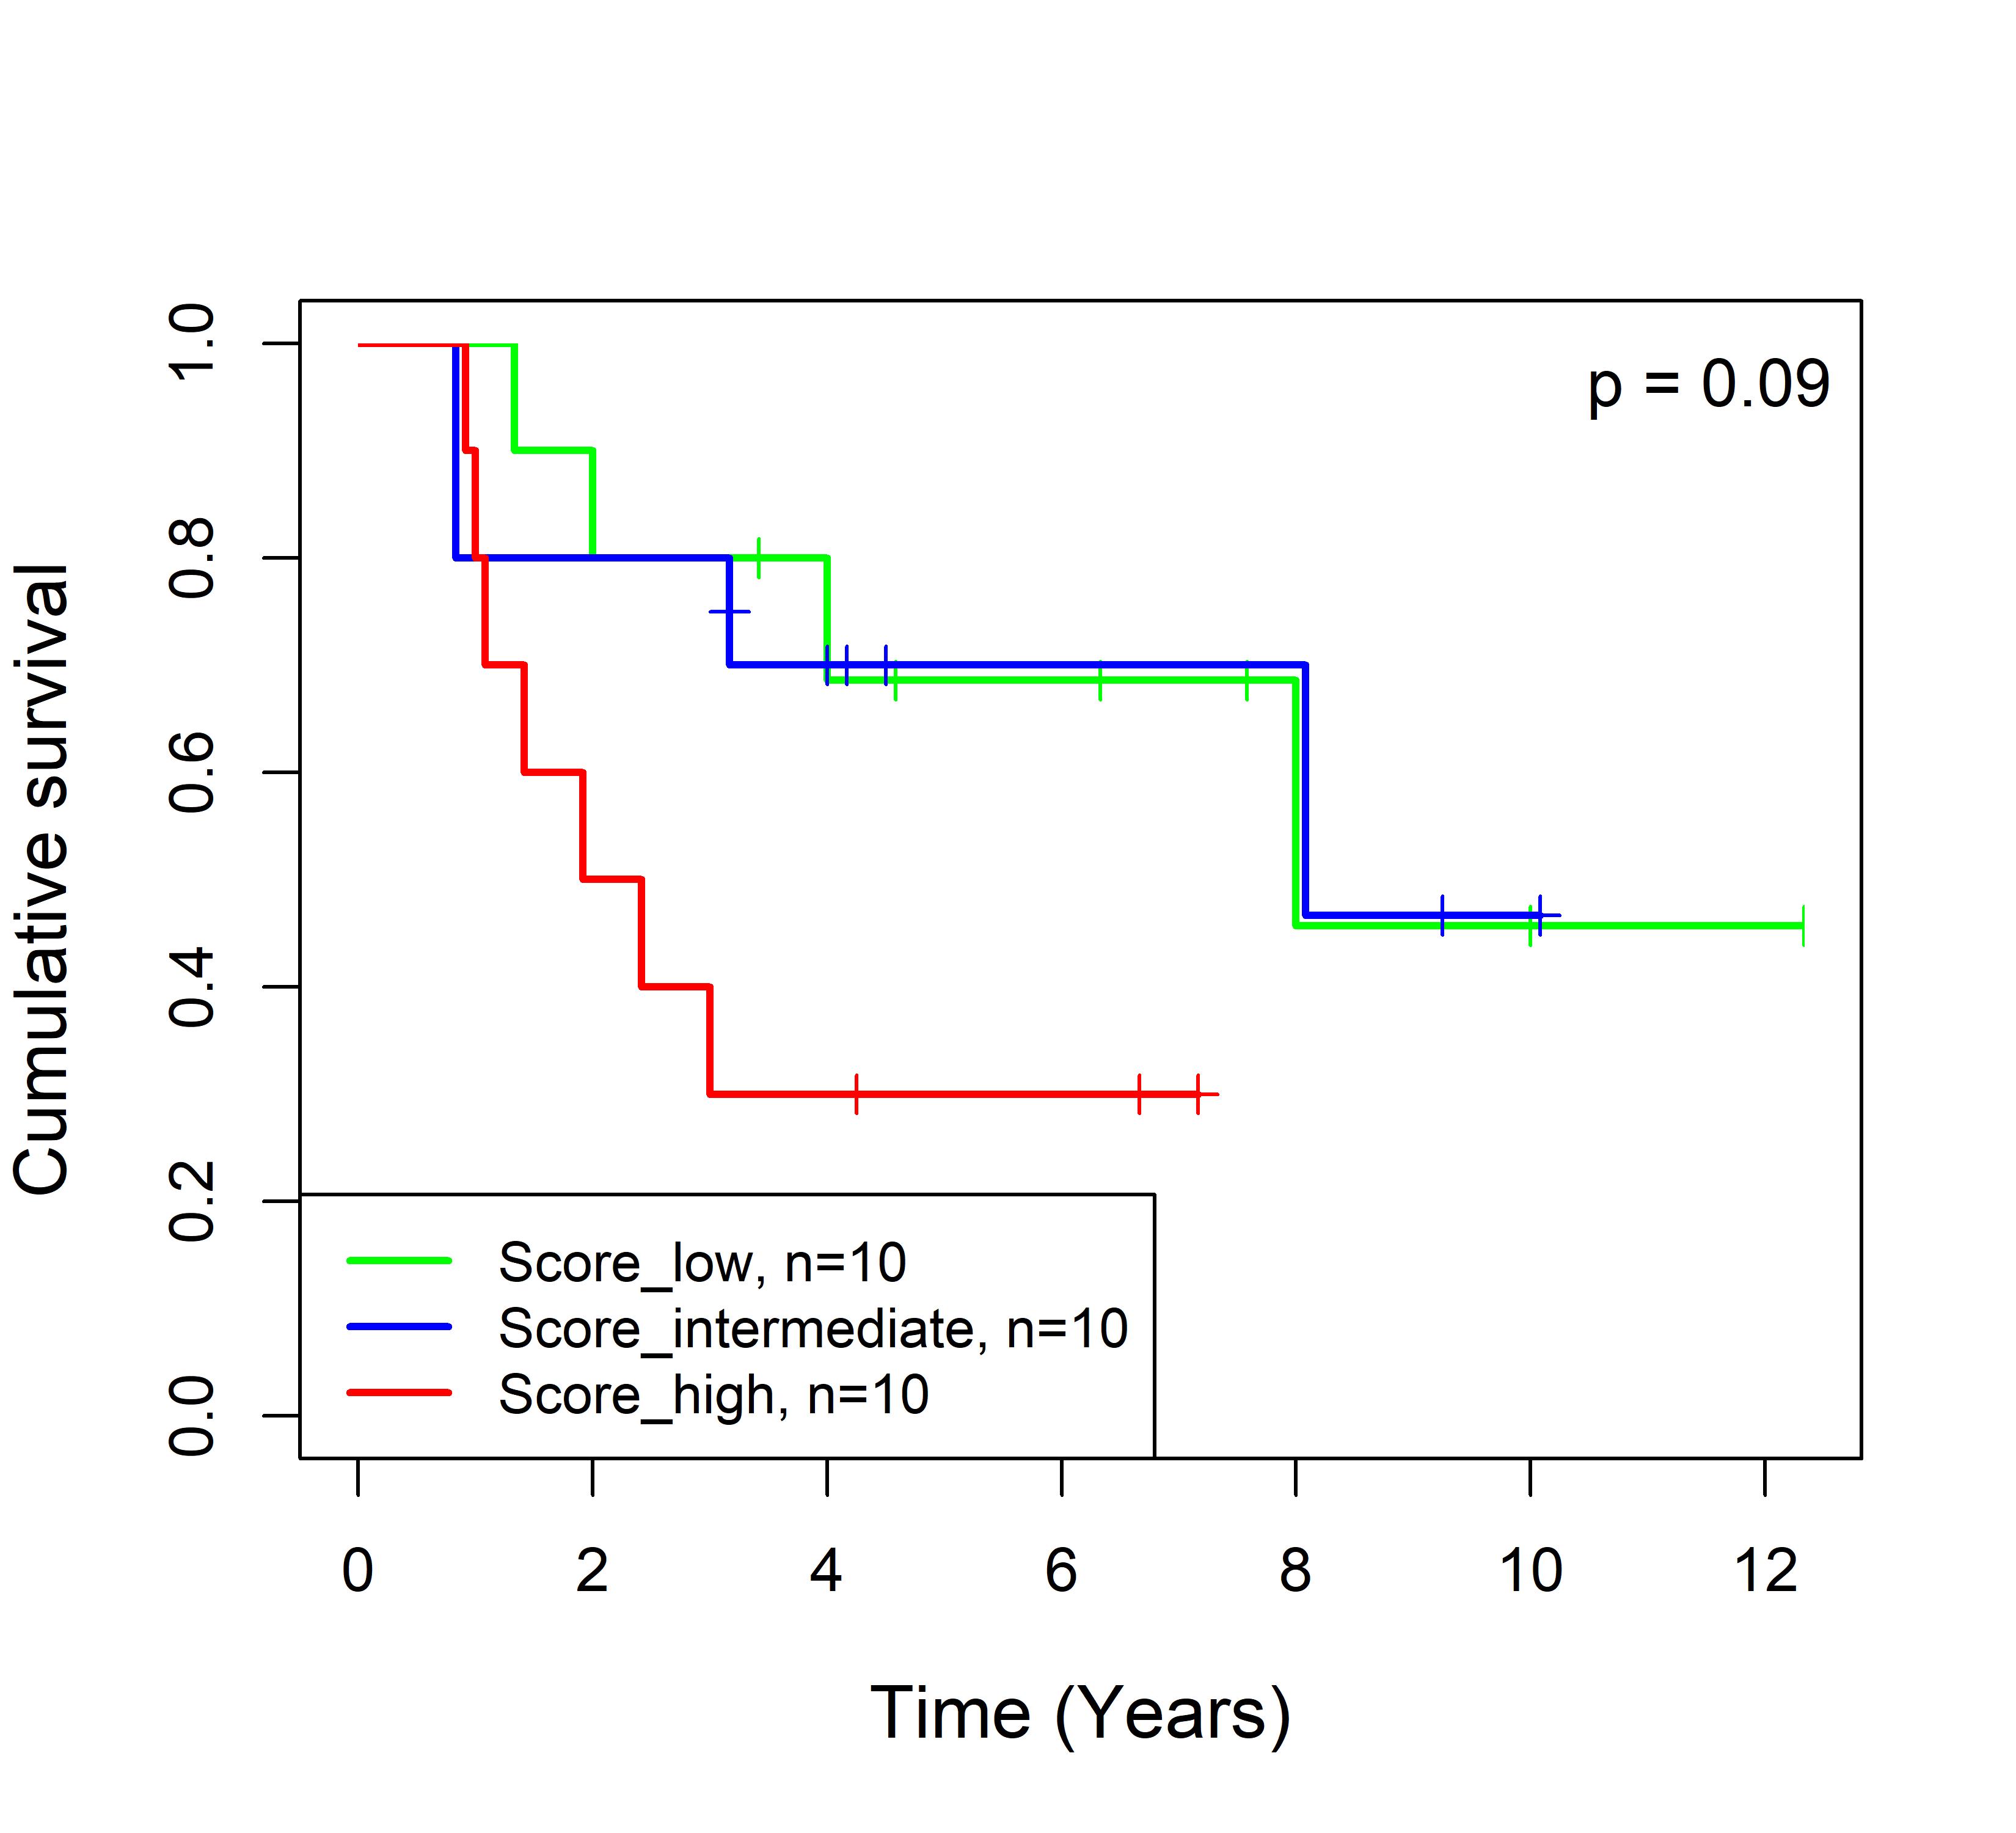 p = 0.09
Cumulative survival
1.0
0.8
0.6
0.4
0.2
0.0
Score_low, n=10
Score_intermediate, n=10
Score_high, n=10
0 2 4 6 8 10 12
Time (Years)